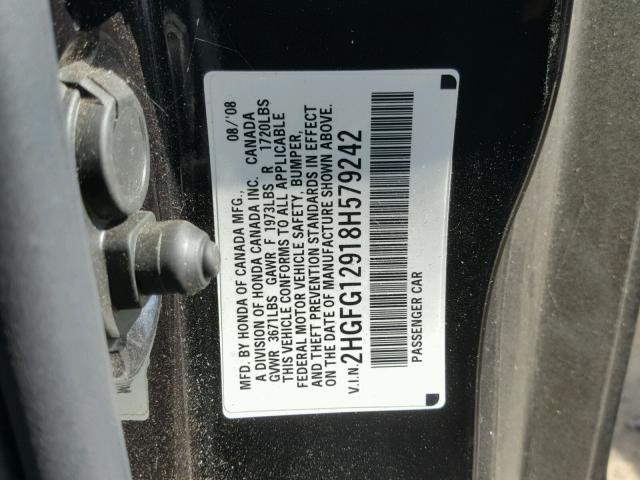 MFD. BY HONDA OF CANADA MFG., 08/'08
A DIVISION OF HONDA CANADA INC. CANADA
GVWR 3671LBS GAWR F 1973LBS R 1720LBS
THIS VEHICLE CONFORMS TO ALL APPLICABLE
FEDERAL MOTOR VEHICLE SAFETY, BUMPER,
AND THEFT PREVENTION STANDARDS IN EFFECT
ON THE DATE OF MANUFACTURE SHOWN ABOVE.
V.I.N. 2HGFG12918H579242
PASSENGER CAR